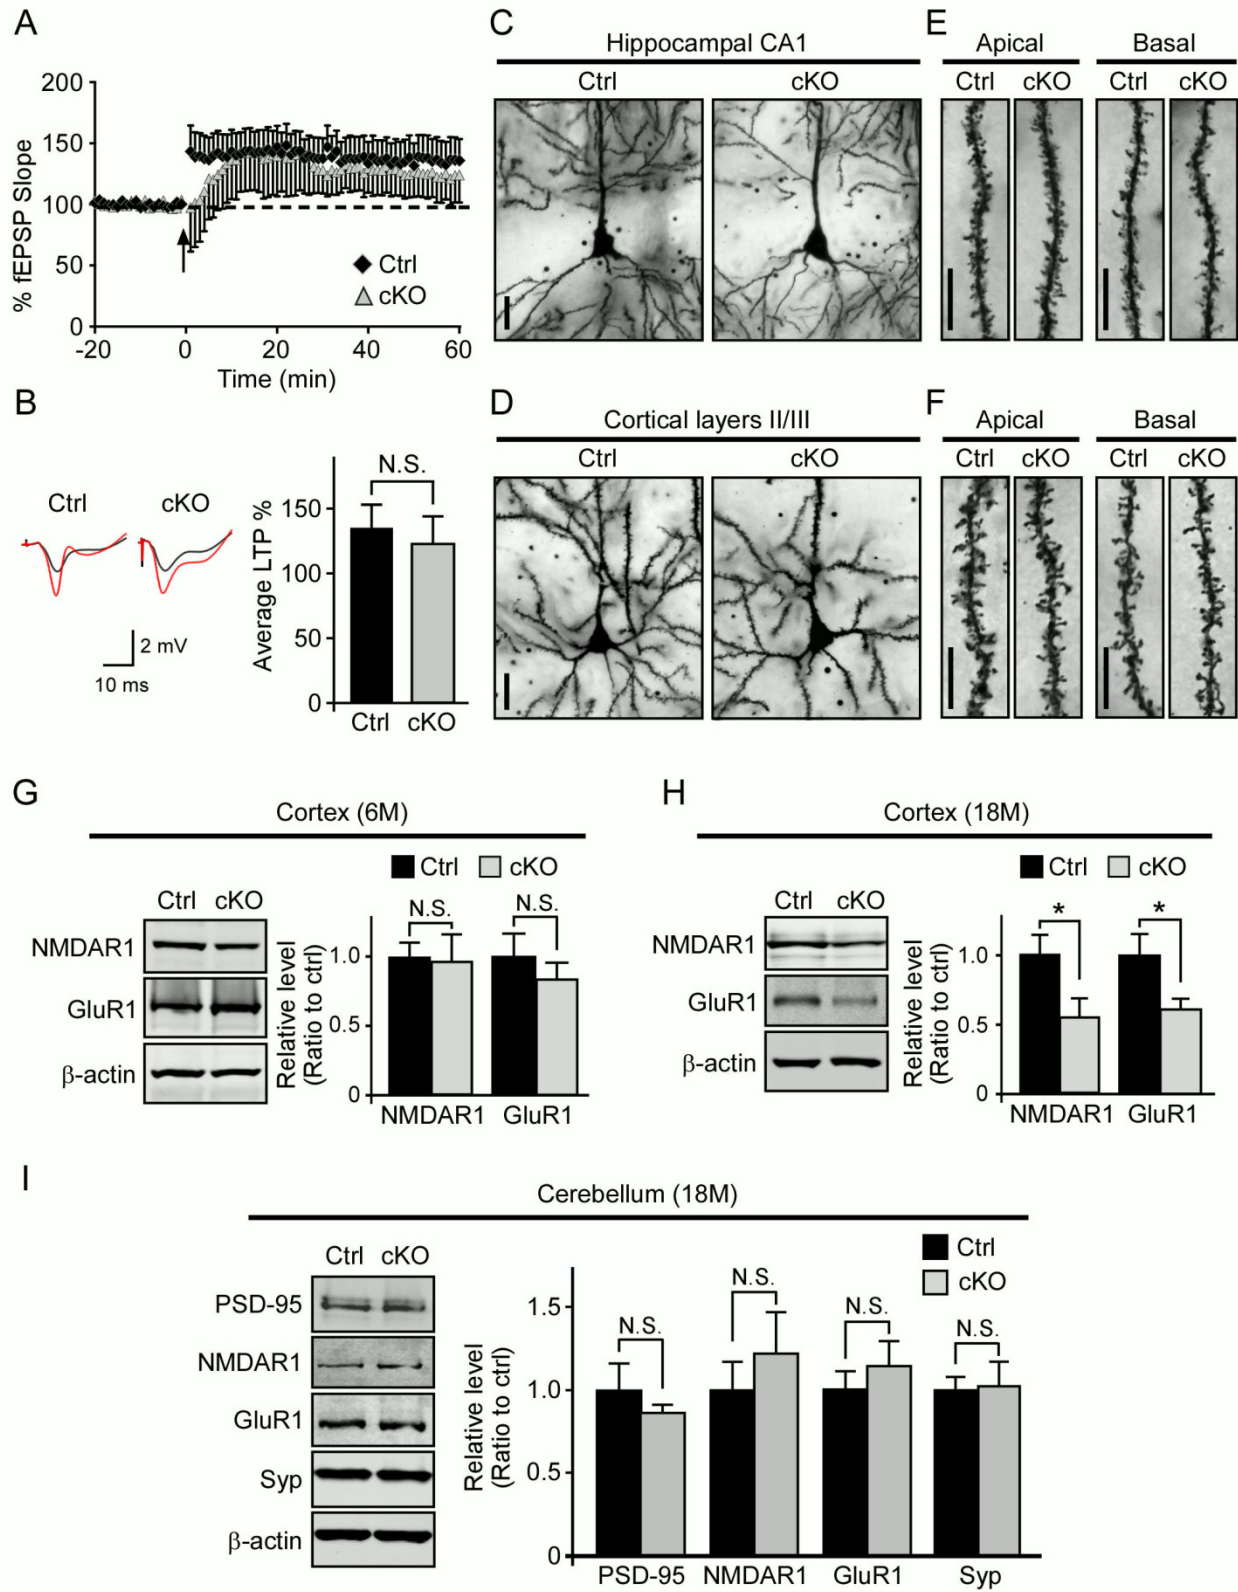 A
200
150
100
50
0
% fEPSP Slope
Ctrl
cKO
-20 0 20 40 60
Time (min)
B
Ctrl cKO
2 mV
10 ms
N.S.
150
100
50
0
Average LTP %
Ctrl cKO
C
Hippocampal CA1
Ctrl cKO
D
Cortical layers II/III
Ctrl cKO
E
Apical Basal
Ctrl cKO Ctrl cKO
F
Apical Basal
Ctrl cKO Ctrl cKO
G
Cortex (6M)
Ctrl cKO
Ctrl cKO
NMDAR1
GluR1
β-actin
Relative level
(Ratio to ctrl)
N.S. N.S.
1.0
0.5
0
NMDAR1 GluR1
H
Cortex (18M)
Ctrl cKO
Ctrl cKO
NMDAR1
GluR1
β-actin
Relative level
(Ratio to ctrl)
* *
1.0
0.5
0
NMDAR1 GluR1
I
Cerebellum (18M)
Ctrl cKO
PSD-95
NMDAR1
GluR1
Syp
β-actin
Ctrl
cKO
Relative level
(Ratio to ctrl)
N.S. N.S. N.S. N.S.
1.5
1.0
0.5
0
PSD-95 NMDAR1 GluR1 Syp